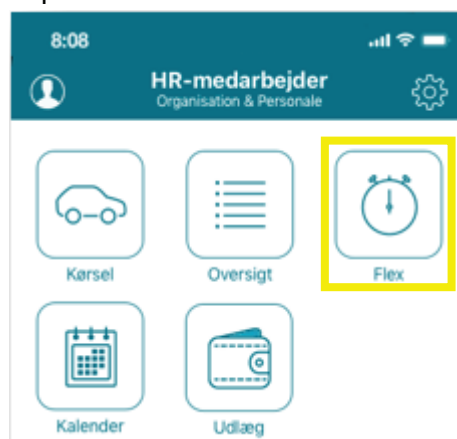 8:08
HR-medarbejder
Organisation & Personale
Kørsel
Oversigt
Flex
Kalender
Udlæg